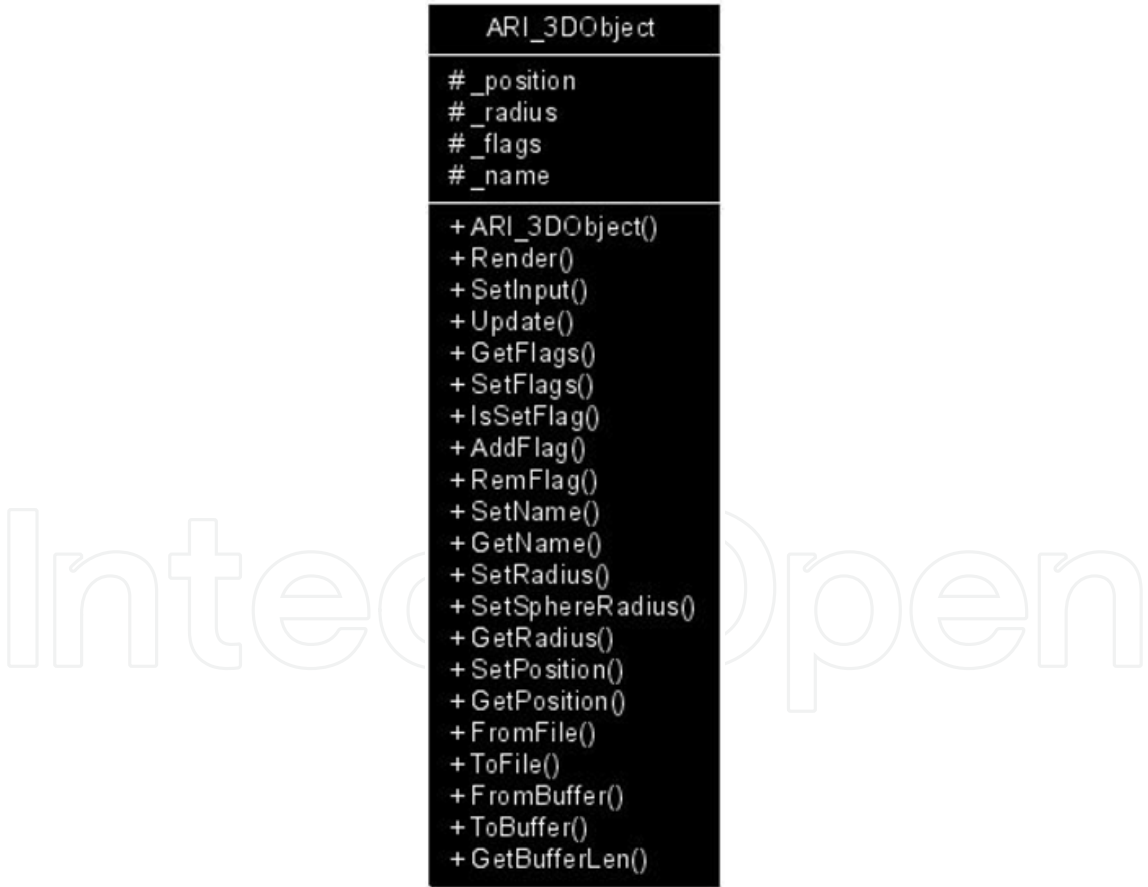 ARI_3DObject
# _position
# _radius
# _flags
# _name
+ ARI_3DObject()
+ Render()
+ SetInput()
+ Update()
+ GetFlags()
+ SetFlags()
+ IsSetFlag()
+ AddFlag()
+ RemFlag()
+ SetName()
+ GetName()
+ SetRadius()
+ SetSphereRadius()
+ GetRadius()
+ SetPosition()
+ GetPosition()
+ FromFile()
+ ToFile()
+ FromBuffer()
+ ToBuffer()
+ GetBufferLen()
IntechOpen